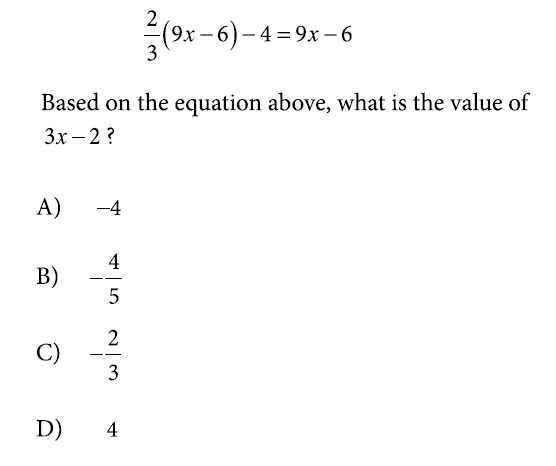 2/3(9x – 6) – 4 = 9x – 6
Based on the equation above, what is the value of
3x – 2 ?
A) –4
B) –4/5
C) –2/3
D) 4